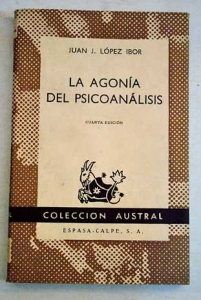 JUAN J. LÓPEZ IBOR
LA AGONÍA
DEL PSICOANÁLISIS
CUARTA EDICIÓN
COLECCION AUSTRAL
ESPASA-CALPE, S. A.